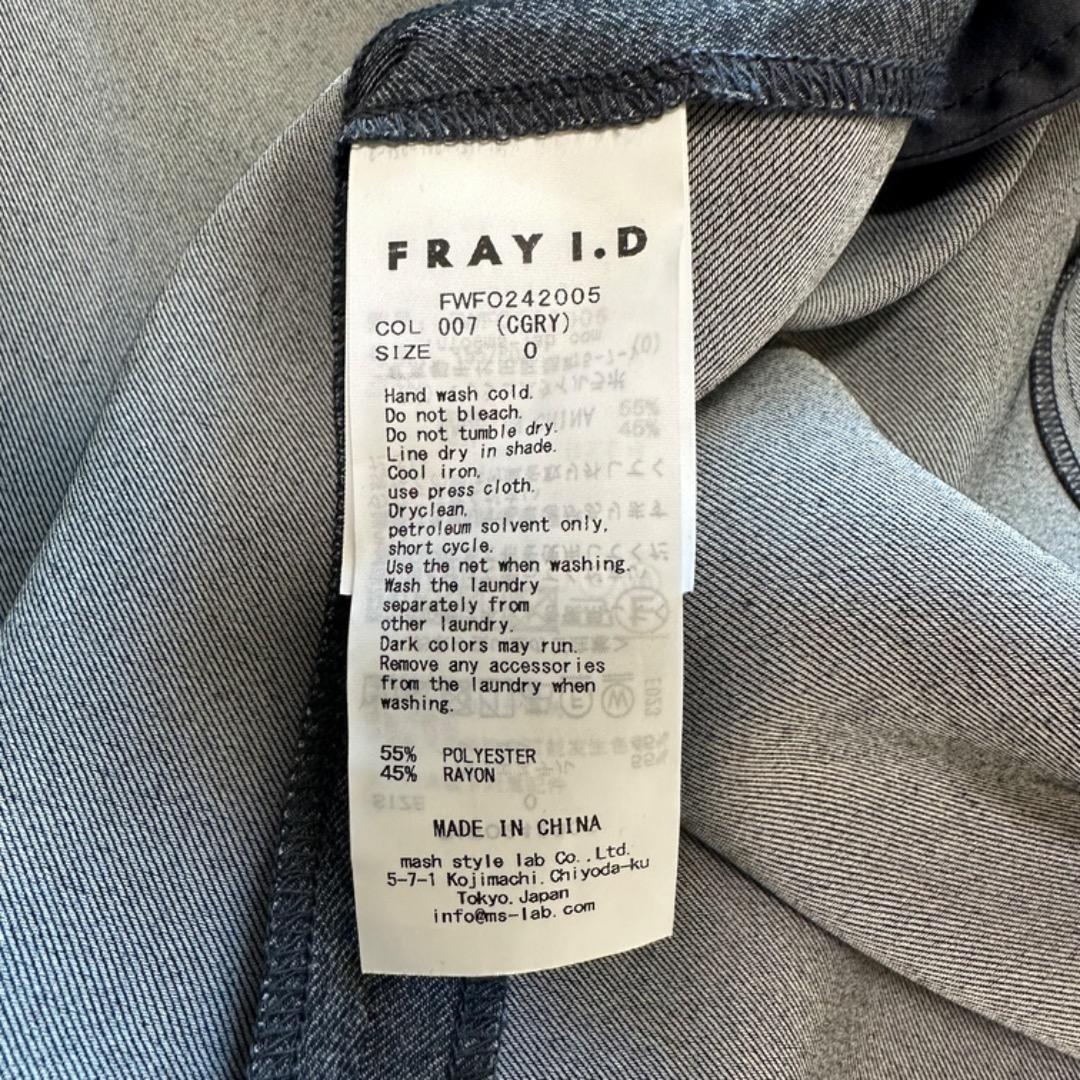 FRAY I.D
FWFO242005
COL 007 (CGRY)
SIZE 0
Hand wash cold.
Do not bleach.
Do not tumble dry.
Line dry in shade.
Cool iron,
use press cloth.
Dryclean,
petroleum solvent only,
short cycle.
Use the net when washing.
Wash the laundry
separately from
other laundry.
Dark colors may run.
Remove any accessories
from the laundry when
washing.
55% POLYESTER
45% RAYON
MADE IN CHINA
mash style lab Co.,Ltd.
5-7-1 Kojimachi, Chiyoda-ku
Tokyo, Japan
info@ms-lab.com